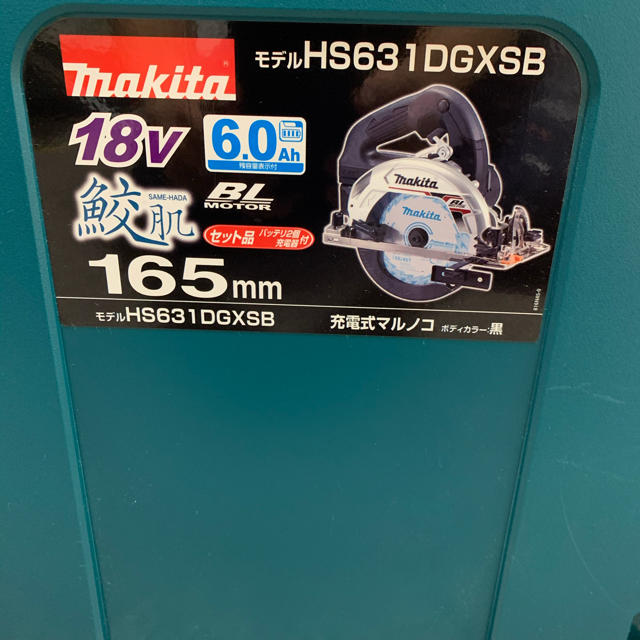 makita
モデルHS631DGXSB
18V
6.0Ah
残容量表示付
鮫肌
SAME-HADA
BL
MOTOR
セット品 バッテリ2個 充電器付
165mm
makita
makita
BL
モデルHS631DGXSB
充電式マルノコ ボディカラー:黒